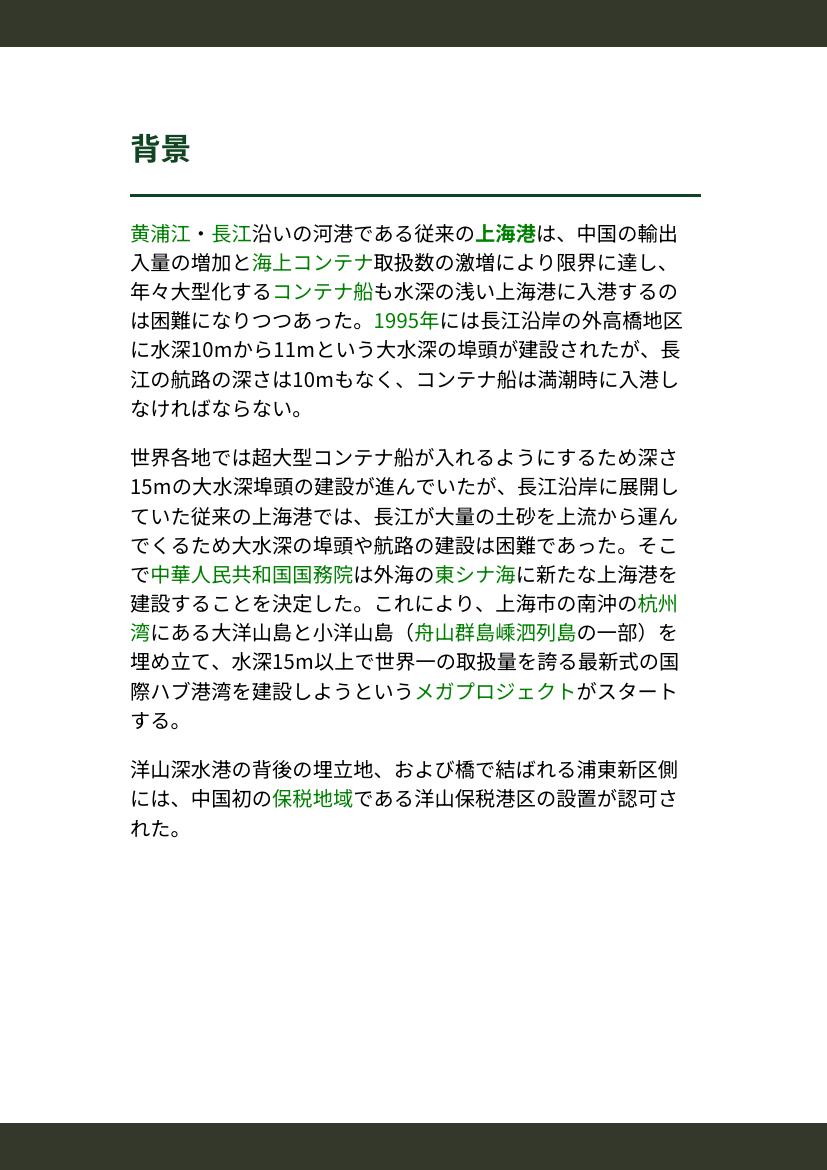 背景
黄浦江・長江沿いの河港である従来の上海港は、中国の輸出
入量の増加と海上コンテナ取扱数の激増により限界に達し、
年々大型化するコンテナ船も水深の浅い上海港に入港するの
は困難になりつつあった。1995年には長江沿岸の外高橋地区
に水深10mから11mという大水深の埠頭が建設されたが、長
江の航路の深さは10mもなく、コンテナ船は満潮時に入港し
なければならない。
世界各地では超大型コンテナ船が入れるようにするため深さ
15mの大水深埠頭の建設が進んでいたが、長江沿岸に展開し
ていた従来の上海港では、長江が大量の土砂を上流から運ん
でくるため大水深の埠頭や航路の建設は困難であった。そこ
で中華人民共和国国務院は外海の東シナ海に新たな上海港を
建設することを決定した。これにより、上海市の南沖の杭州
湾にある大洋山島と小洋山島（舟山群島嵊泗列島の一部）を
埋め立て、水深15m以上で世界一の取扱量を誇る最新式の国
際ハブ港湾を建設しようというメガプロジェクトがスタート
する。
洋山深水港の背後の埋立地、および橋で結ばれる浦東新区側
には、中国初の保税地域である洋山保税港区の設置が認可さ
れた。